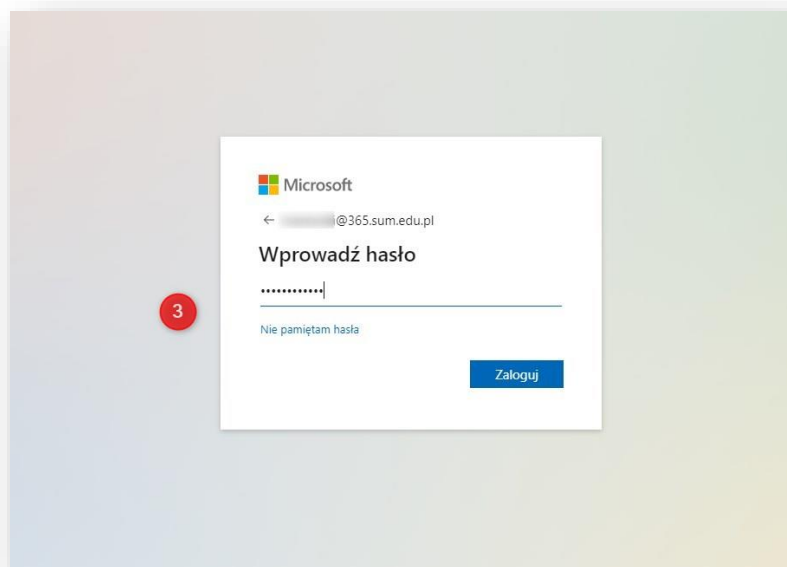 Microsoft
← @365.sum.edu.pl
Wprowadź hasło
••••••••••••
3
Nie pamiętam hasła
Zaloguj